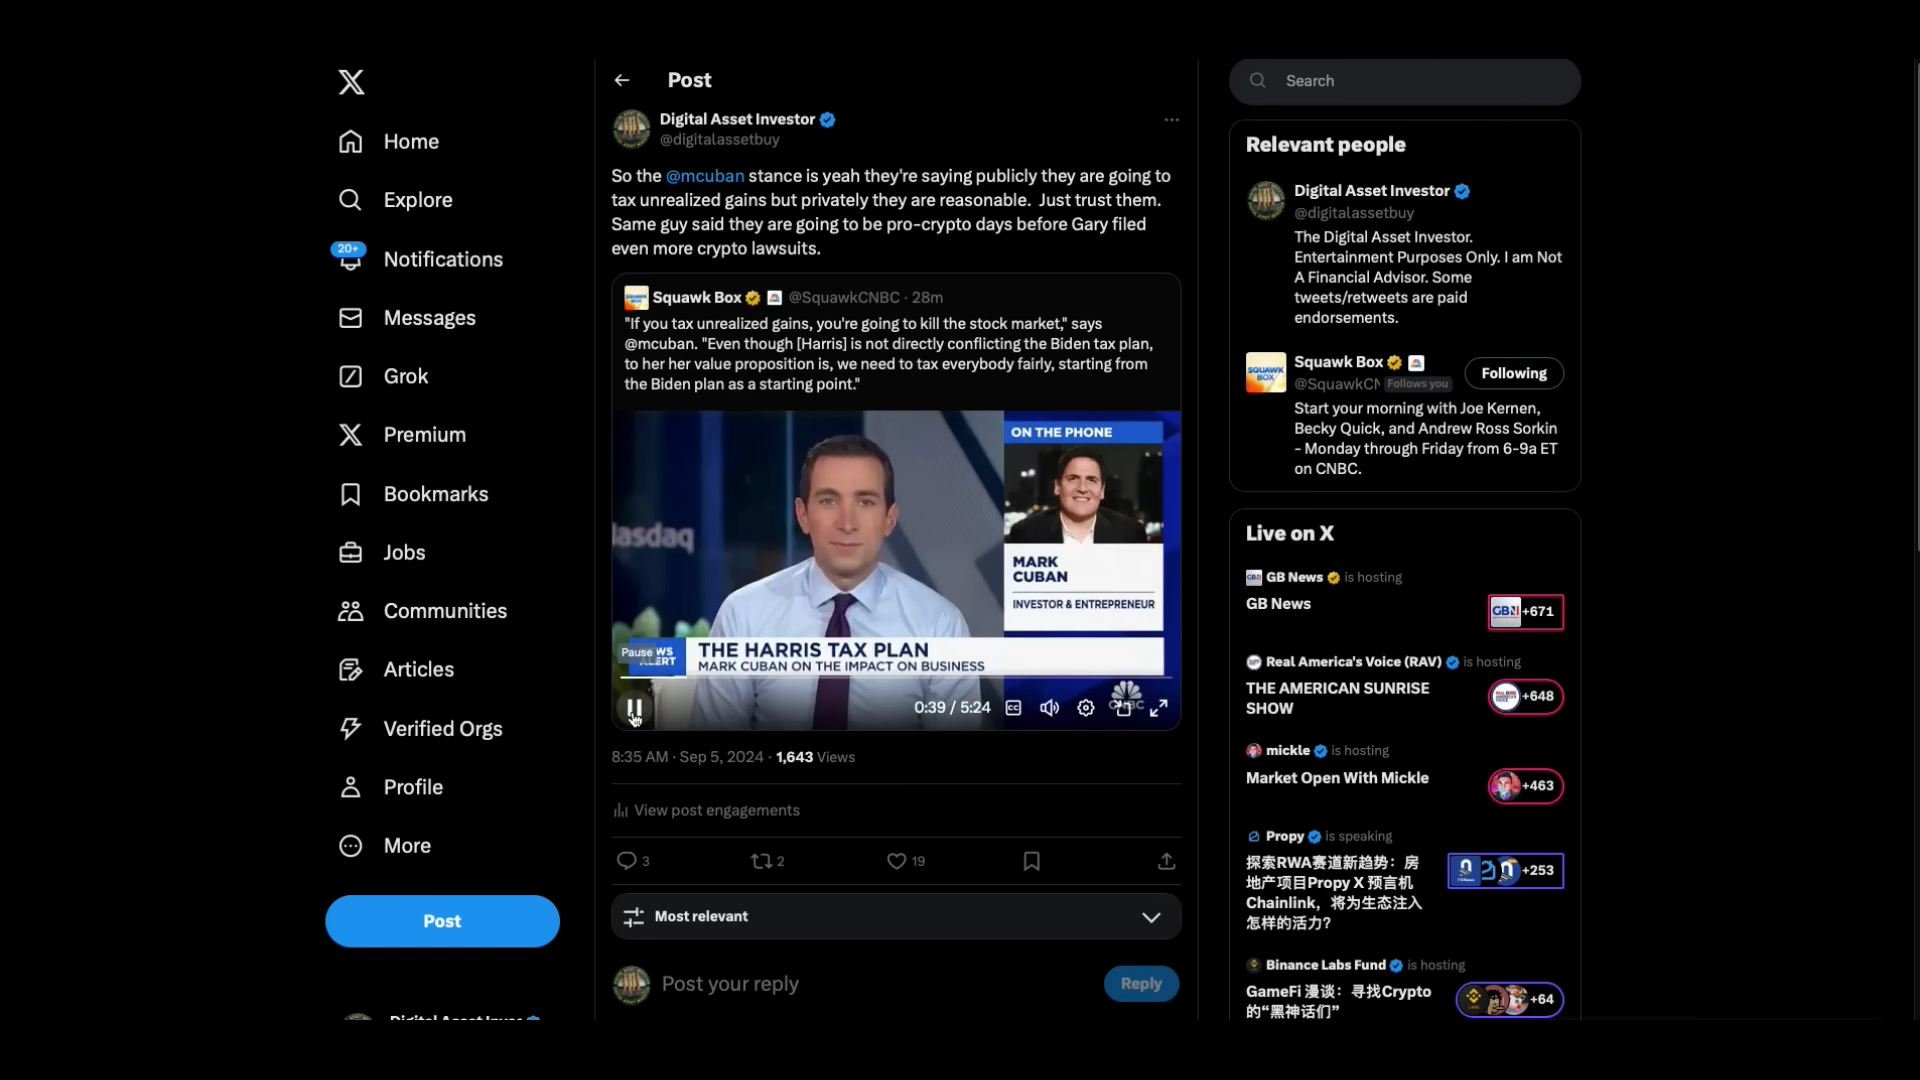 Home
Explore
20+
Notifications
Messages
Grok
Premium
Bookmarks
Jobs
Communities
Articles
Verified Orgs
Profile
More
Post
Post
Digital Asset Investor
@digitalassetbuy
So the @mcuban stance is yeah they're saying publicly they are going to
tax unrealized gains but privately they are reasonable. Just trust them.
Same guy said they are going to be pro-crypto days before Gary filed
even more crypto lawsuits.
Squawk Box @SquawkCNBC · 28m
"If you tax unrealized gains, you're going to kill the stock market," says
@mcuban. "Even though [Harris] is not directly conflicting the Biden tax plan,
to her her value proposition is, we need to tax everybody fairly, starting from
the Biden plan as a starting point."
Nasdaq
ON THE PHONE
MARK
CUBAN
INVESTOR & ENTREPRENEUR
Pause
THE HARRIS TAX PLAN
MARK CUBAN ON THE IMPACT ON BUSINESS
CNBC
0:39 / 5:24
8:35 AM · Sep 5, 2024 · 1,643 Views
View post engagements
3
2
19
Most relevant
Post your reply
Reply
Search
Relevant people
Digital Asset Investor
@digitalassetbuy
The Digital Asset Investor.
Entertainment Purposes Only. I am Not
A Financial Advisor. Some
tweets/retweets are paid
endorsements.
SQUAWK BOX
Squawk Box
@SquawkCN Follows you
Following
Start your morning with Joe Kernen,
Becky Quick, and Andrew Ross Sorkin
- Monday through Friday from 6-9a ET
on CNBC.
Live on X
GB News is hosting
GB News
GBN +671
Real America's Voice (RAV) is hosting
THE AMERICAN SUNRISE
SHOW
+648
mickle is hosting
Market Open With Mickle
+463
Propy is speaking
探索RWA赛道新趋势：房
地产项目Propy X 预言机
Chainlink，将为生态注入
怎样的活力？
+253
Binance Labs Fund is hosting
GameFi 漫谈：寻找Crypto
的“黑神话们”
+64